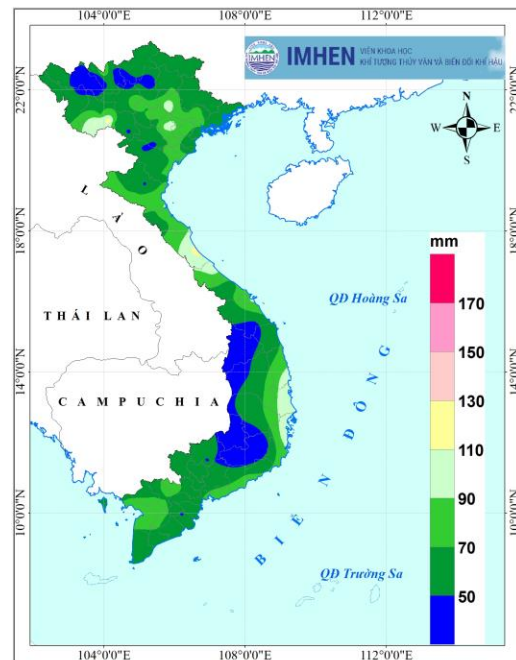 104°0'0"E 108°0'0"E 112°0'0"E
IMHEN
IMHEN
VIỆN KHOA HỌC
KHÍ TƯỢNG THỦY VĂN VÀ BIẾN ĐỔI KHÍ HẬU
22°0'0"N
N
W E
S
LÀO
18°0'0"N
mm
QĐ Hoàng Sa
170
THÁI LAN
150
14°0'0"N
130
CAMPUCHIA
110
90
BIỂN ĐÔNG
10°0'0"N
70
QĐ Trường Sa
50
104°0'0"E 108°0'0"E 112°0'0"E